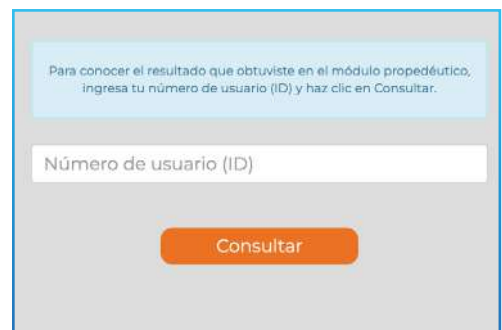 Para conocer el resultado que obtuviste en el módulo propedéutico,
ingresa tu número de usuario (ID) y haz clic en Consultar.
Número de usuario (ID)
Consultar